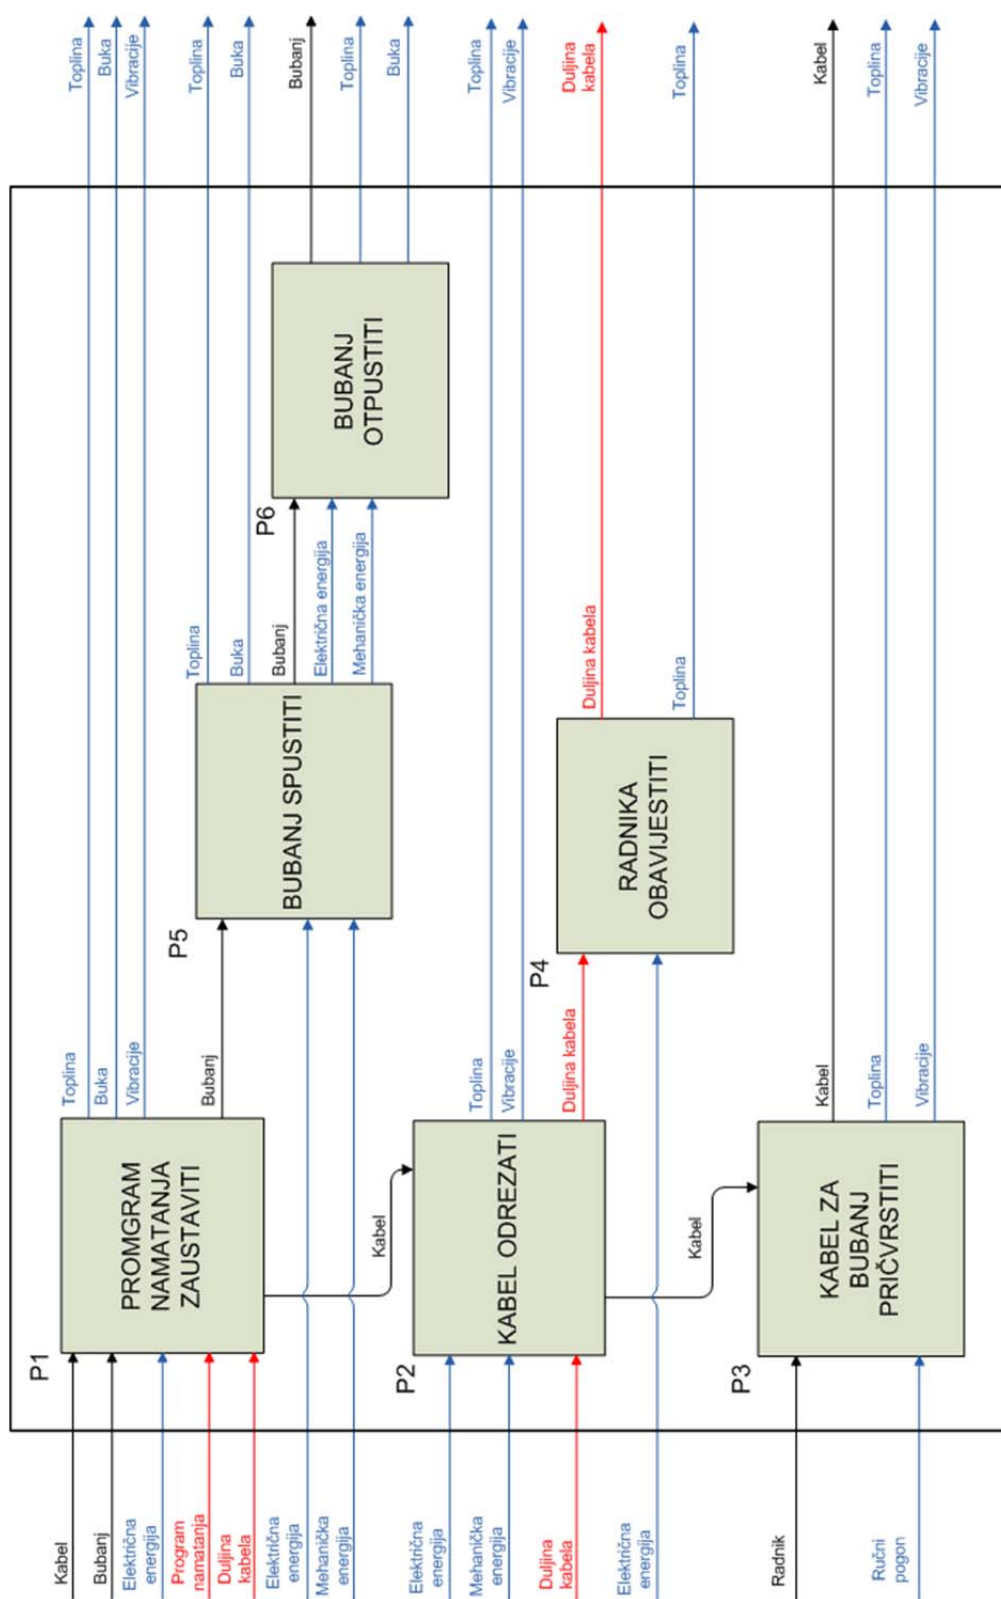 Kabel
Bubanj
Električna
energija
Program
namatanja
Duljina
kabela
Električna
energija
Mehanička
energija
Električna
energija
Mehanička
energija
Duljina
kabela
Električna
energija
Radnik
Ručni
pogon
P1
PROMGRAM
NAMATANJA
ZAUSTAVITI
Toplina
Buka
Vibracije
Bubanj
Kabel
P2
KABEL ODREZATI
Toplina
Vibracije
Duljina kabela
Kabel
P3
KABEL ZA
BUBANJ
PRIČVRSTITI
Kabel
Toplina
Vibracije
P5
BUBANJ SPUSTITI
Toplina
Buka
Bubanj
Električna energija
Mehanička energija
P4
RADNIKA
OBAVIJESTITI
Duljina kabela
Toplina
P6
BUBANJ
OTPUSTITI
Toplina
Buka
Vibracije
Toplina
Buka
Bubanj
Toplina
Buka
Toplina
Vibracije
Duljina
kabela
Toplina
Kabel
Toplina
Vibracije